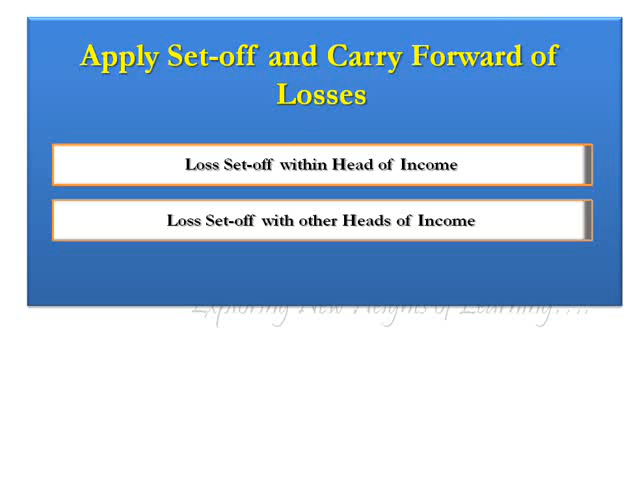 Apply Set-off and Carry Forward of
Losses
Loss Set-off within Head of Income
Loss Set-off with other Heads of Income
Exploring New Heights of Learning....